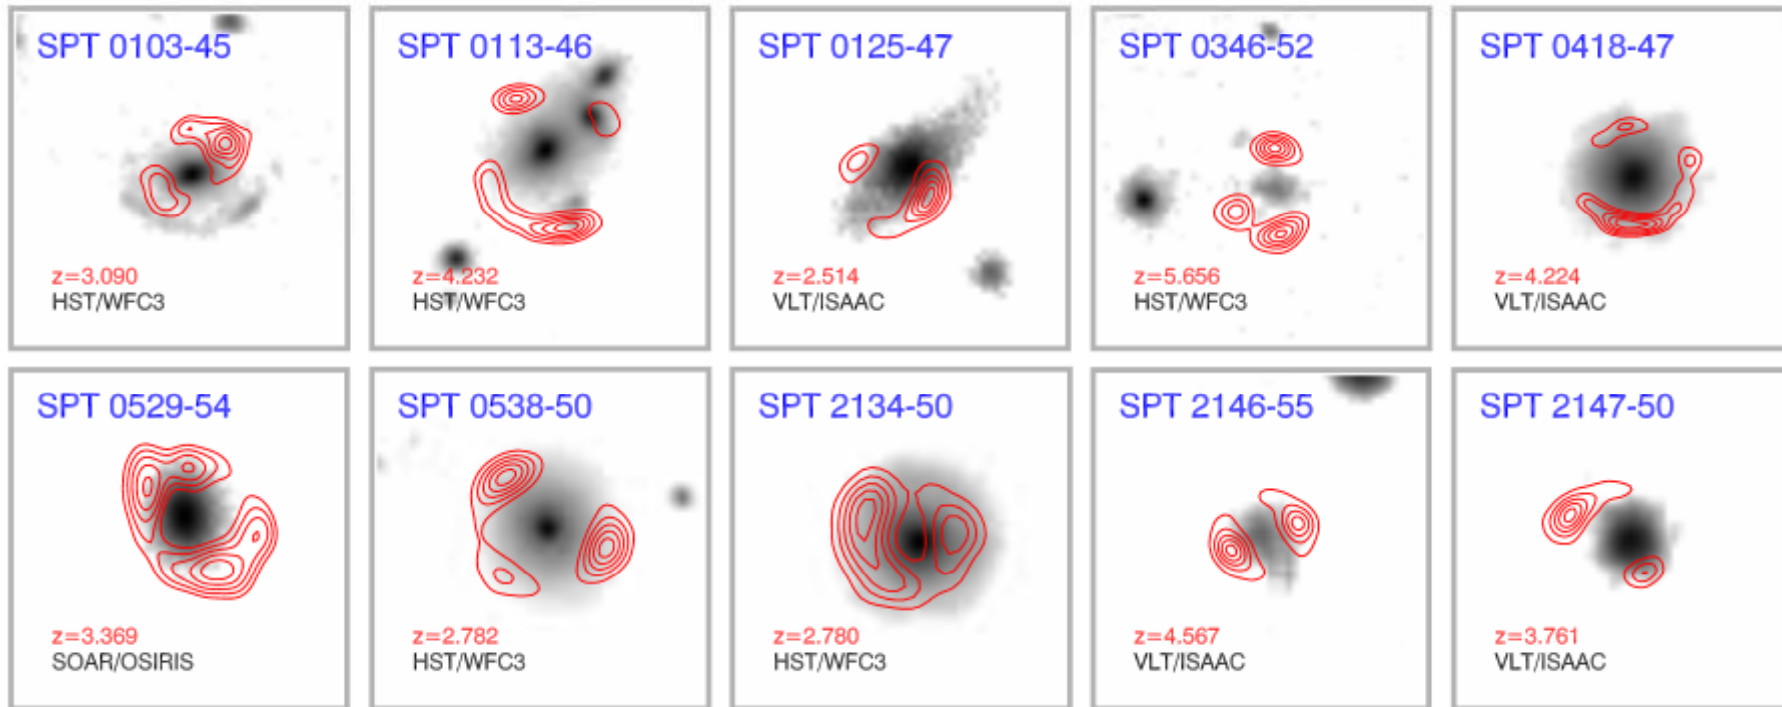 SPT 0103-45
z=3.090
HST/WFC3
SPT 0113-46
z=4.232
HST/WFC3
SPT 0125-47
z=2.514
VLT/ISAAC
SPT 0346-52
z=5.656
HST/WFC3
SPT 0418-47
z=4.224
VLT/ISAAC
SPT 0529-54
z=3.369
SOAR/OSIRIS
SPT 0538-50
z=2.782
HST/WFC3
SPT 2134-50
z=2.780
HST/WFC3
SPT 2146-55
z=4.567
VLT/ISAAC
SPT 2147-50
z=3.761
VLT/ISAAC